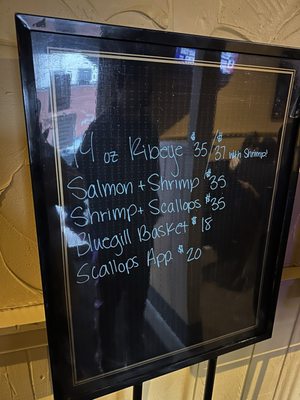 14 oz Ribeye $35/$37 with Shrimp!
Salmon + Shrimp $35
Shrimp + Scallops $35
Bluegill Basket $18
Scallops App $20